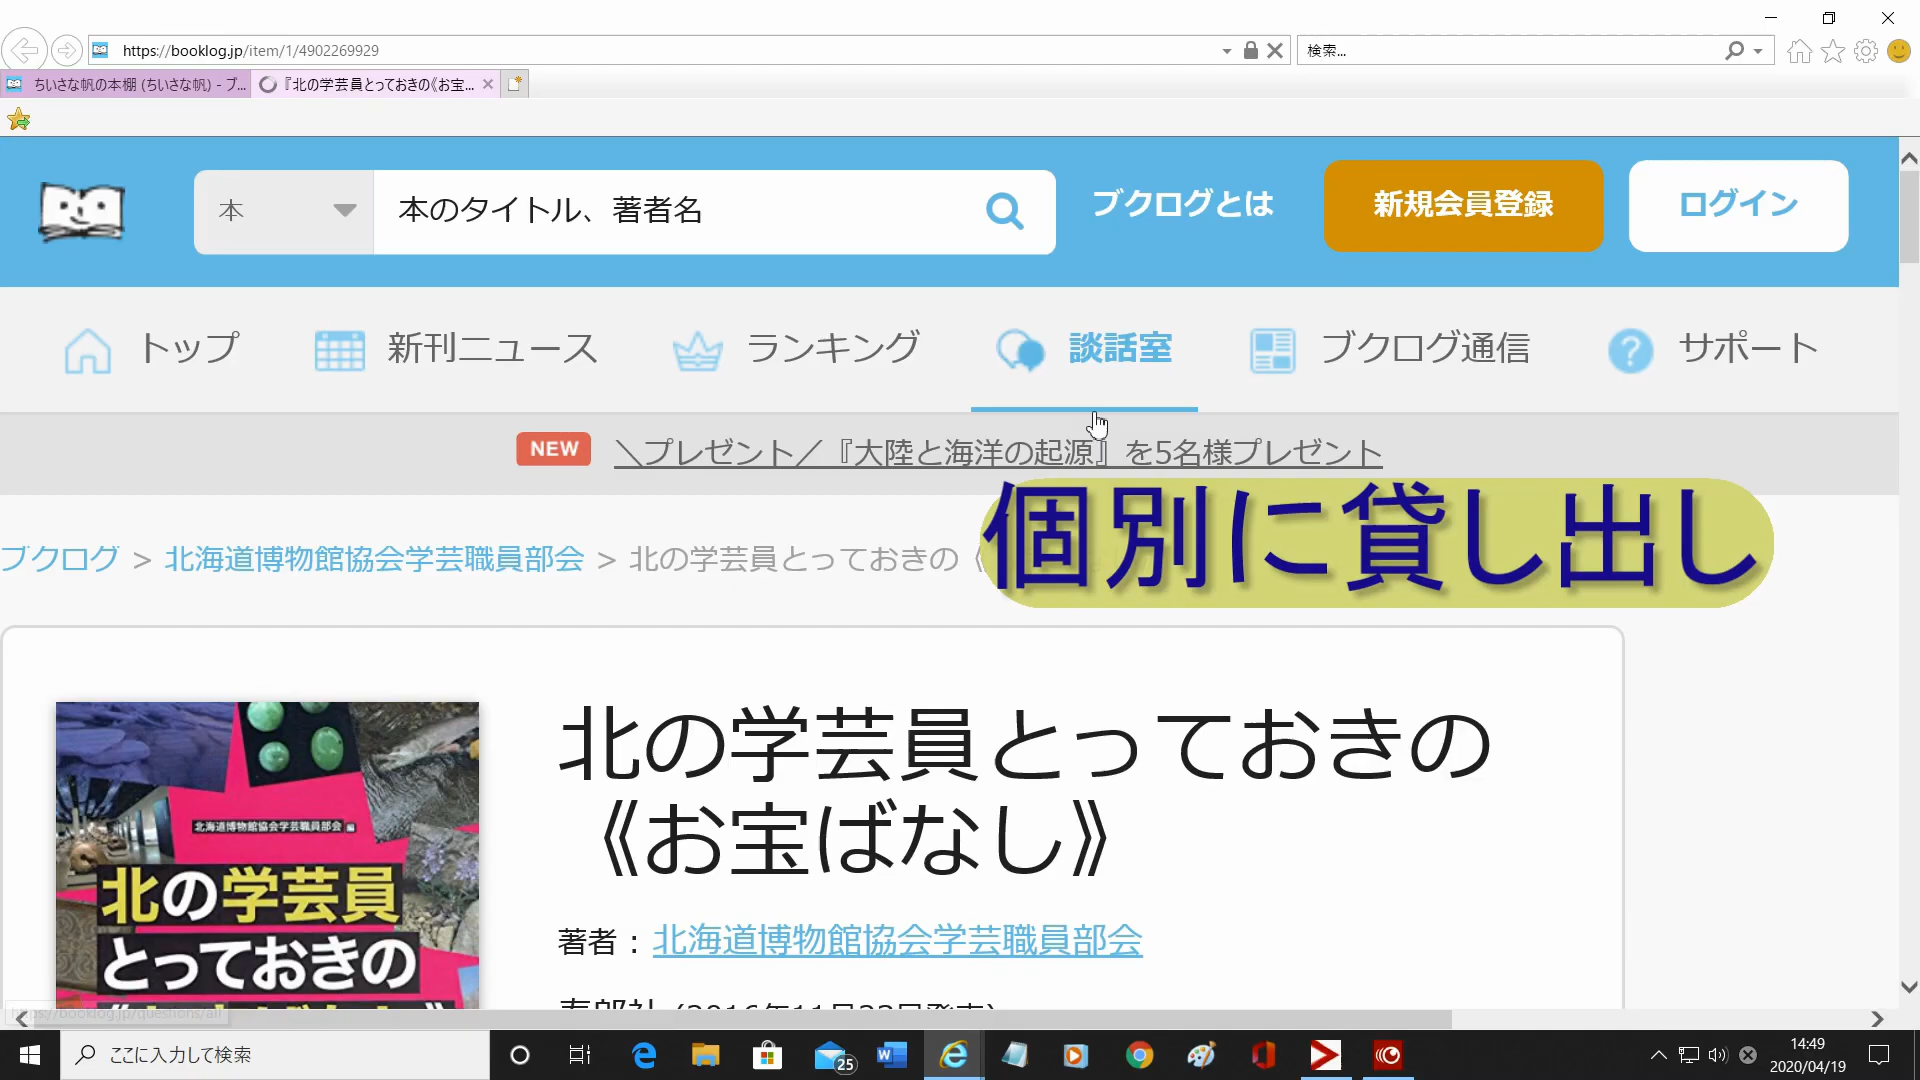 https://booklog.jp/item/1/4902269929
検索...
ちいさな帆の本棚 (ちいさな帆) - ブ...
『北の学芸員とっておきの《お宝...
本
本のタイトル、著者名
ブクログとは
新規会員登録
ログイン
トップ
新刊ニュース
ランキング
談話室
ブクログ通信
サポート
NEW
＼プレゼント／『大陸と海洋の起源』を5名様プレゼント
個別に貸し出し
ブクログ > 北海道博物館協会学芸職員部会 > 北の学芸員とっておきの《
北の学芸員とっておきの
《お宝ばなし》
北海道博物館協会学芸職員部会 編
北の学芸員
とっておきの
著者：北海道博物館協会学芸職員部会
https://booklog.jp/questions/all
ここに入力して検索
25
14:49
2020/04/19